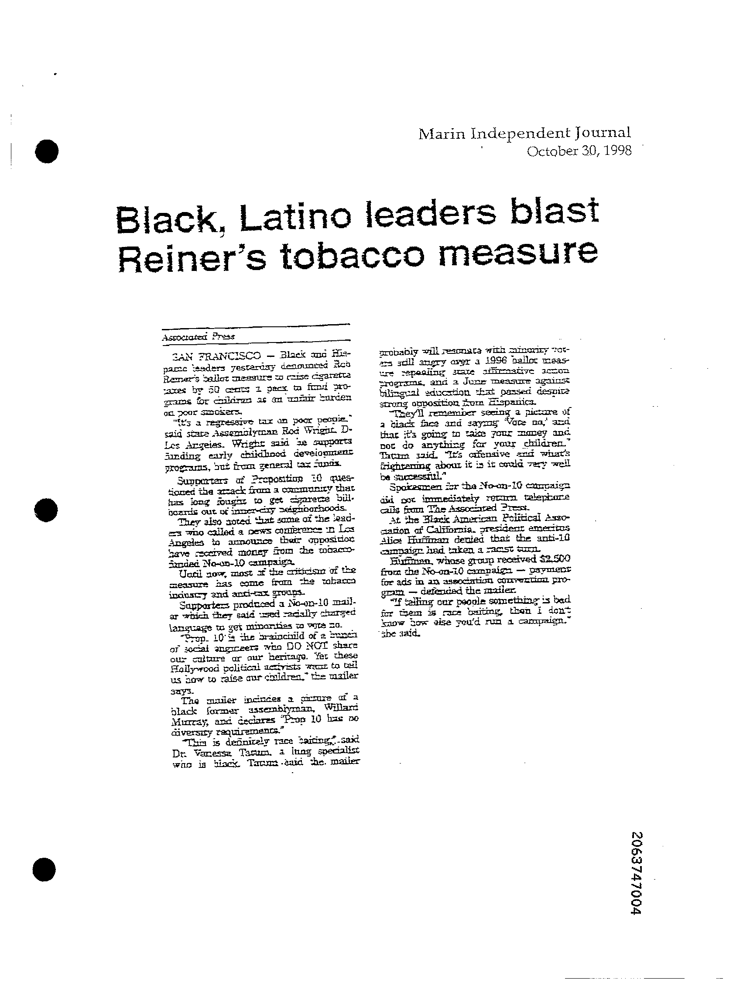 Marin Independent Journal
October 30, 1998
Black, Latino leaders blast
Reiner's tobacco measure
Associated Press
SAN FRANCISCO — Black and His-
panic leaders yesterday denounced Rob
Reiner's ballot measure to raise cigarette
taxes by 50 cents a pack to fund pro-
grams for children as an unfair burden
on poor smokers.
"It's a regressive tax on poor people,"
said state Assemblyman Rod Wright, D-
Los Angeles. Wright said he supports
funding early childhood development
programs, but from general tax funds.
Supporters of Proposition 10 ques-
tioned the attack from a community that
has long fought to get cigarette bill-
boards out of inner-city neighborhoods.
They also noted that some of the lead-
ers who called a news conference in Los
Angeles to announce their opposition
have received money from the tobacco-
funded No-on-10 campaign.
Until now, most of the criticism of the
measure has come from the tobacco
industry and anti-tax groups.
Supporters produced a No-on-10 mail-
er which they said used racially charged
language to get minorities to vote no.
"Prop. 10 is the brainchild of a bunch
of social engineers who DO NOT share
our culture or our heritage. Yet these
Hollywood political activists want to tell
us how to raise our children," the mailer
says.
The mailer includes a picture of a
black former assemblyman, Willard
Murray, and declares "Prop 10 has no
diversity requirements."
"This is definitely race baiting," said
Dr. Vanessa Tatum, a lung specialist
who is black. Tatum said the mailer
probably will resonate with minority vot-
ers still angry over a 1996 ballot meas-
ure repealing state affirmative action
programs, and a June measure against
bilingual education that passed despite
strong opposition from Hispanics.
"They'll remember seeing a picture of
a black face and saying 'Vote no,' and
that it's going to take your money and
not do anything for your children,"
Tatum said. "It's offensive and what's
frightening about it is it could very well
be successful."
Spokesmen for the No-on-10 campaign
did not immediately return telephone
calls from The Associated Press.
At the Black American Political Asso-
ciation of California, president emeritus
Alice Huffman denied that the anti-10
campaign had taken a racist turn.
Huffman, whose group received $2,500
from the No-on-10 campaign — payment
for ads in an association convention pro-
gram — defended the mailer.
"If telling our people something is bad
for them is race baiting, then I don't
know how else you'd run a campaign,"
she said.
2063747004